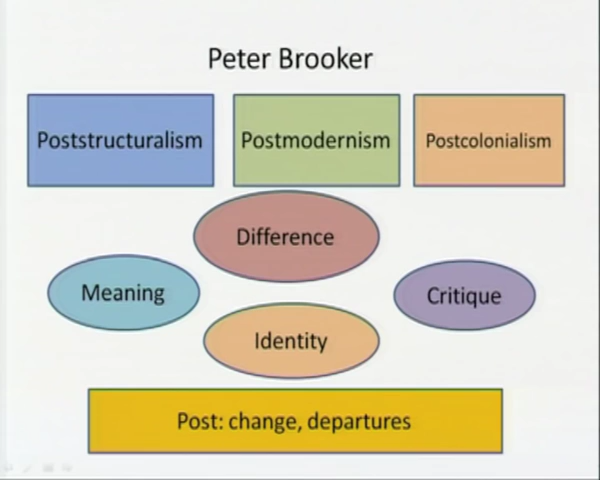 Peter Brooker
Poststructuralism
Postmodernism
Postcolonialism
Difference
Meaning
Critique
Identity
Post: change, departures